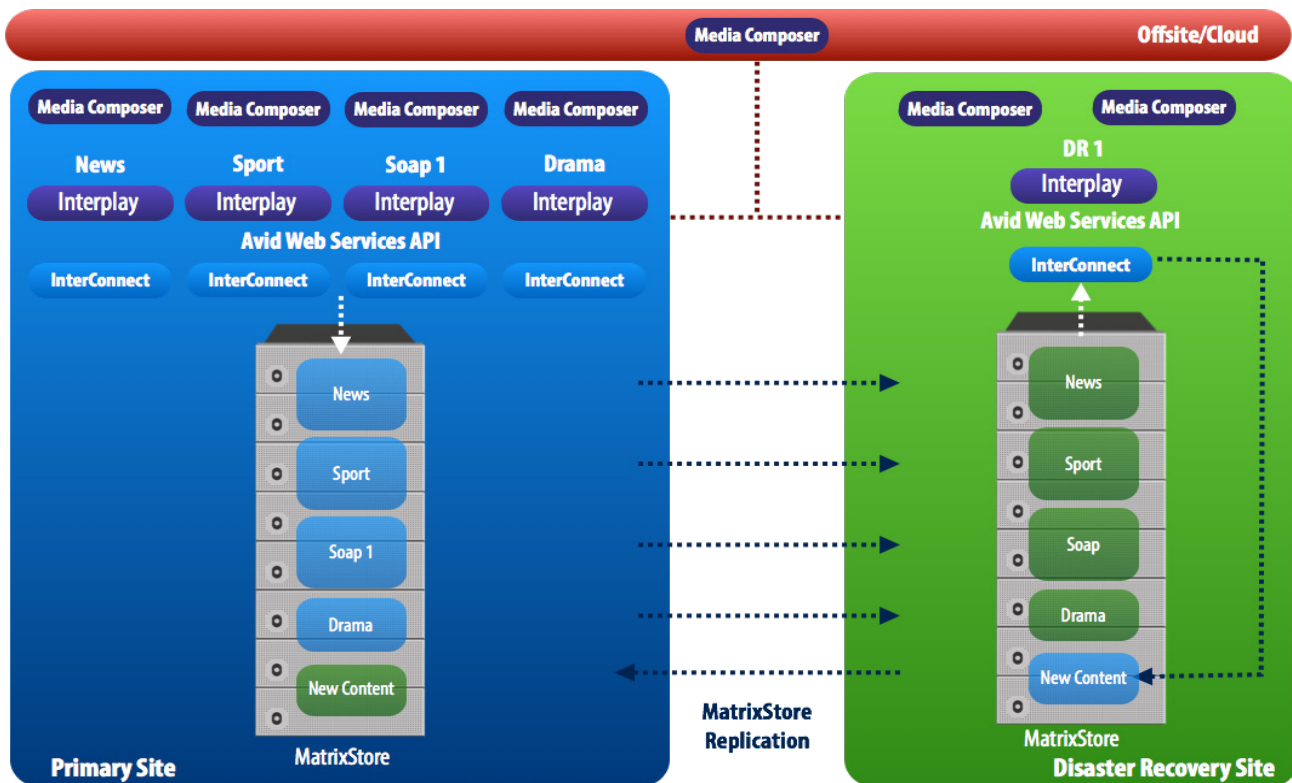 Media Composer
Offsite/Cloud
Media Composer
Media Composer
Media Composer
Media Composer
News
Sport
Soap 1
Drama
Interplay
Interplay
Interplay
Interplay
Avid Web Services API
InterConnect
InterConnect
InterConnect
InterConnect
News
Sport
Soap 1
Drama
New Content
MatrixStore
Primary Site
MatrixStore
Replication
Media Composer
Media Composer
DR 1
Interplay
Avid Web Services API
InterConnect
News
Sport
Soap
Drama
New Content
MatrixStore
Disaster Recovery Site